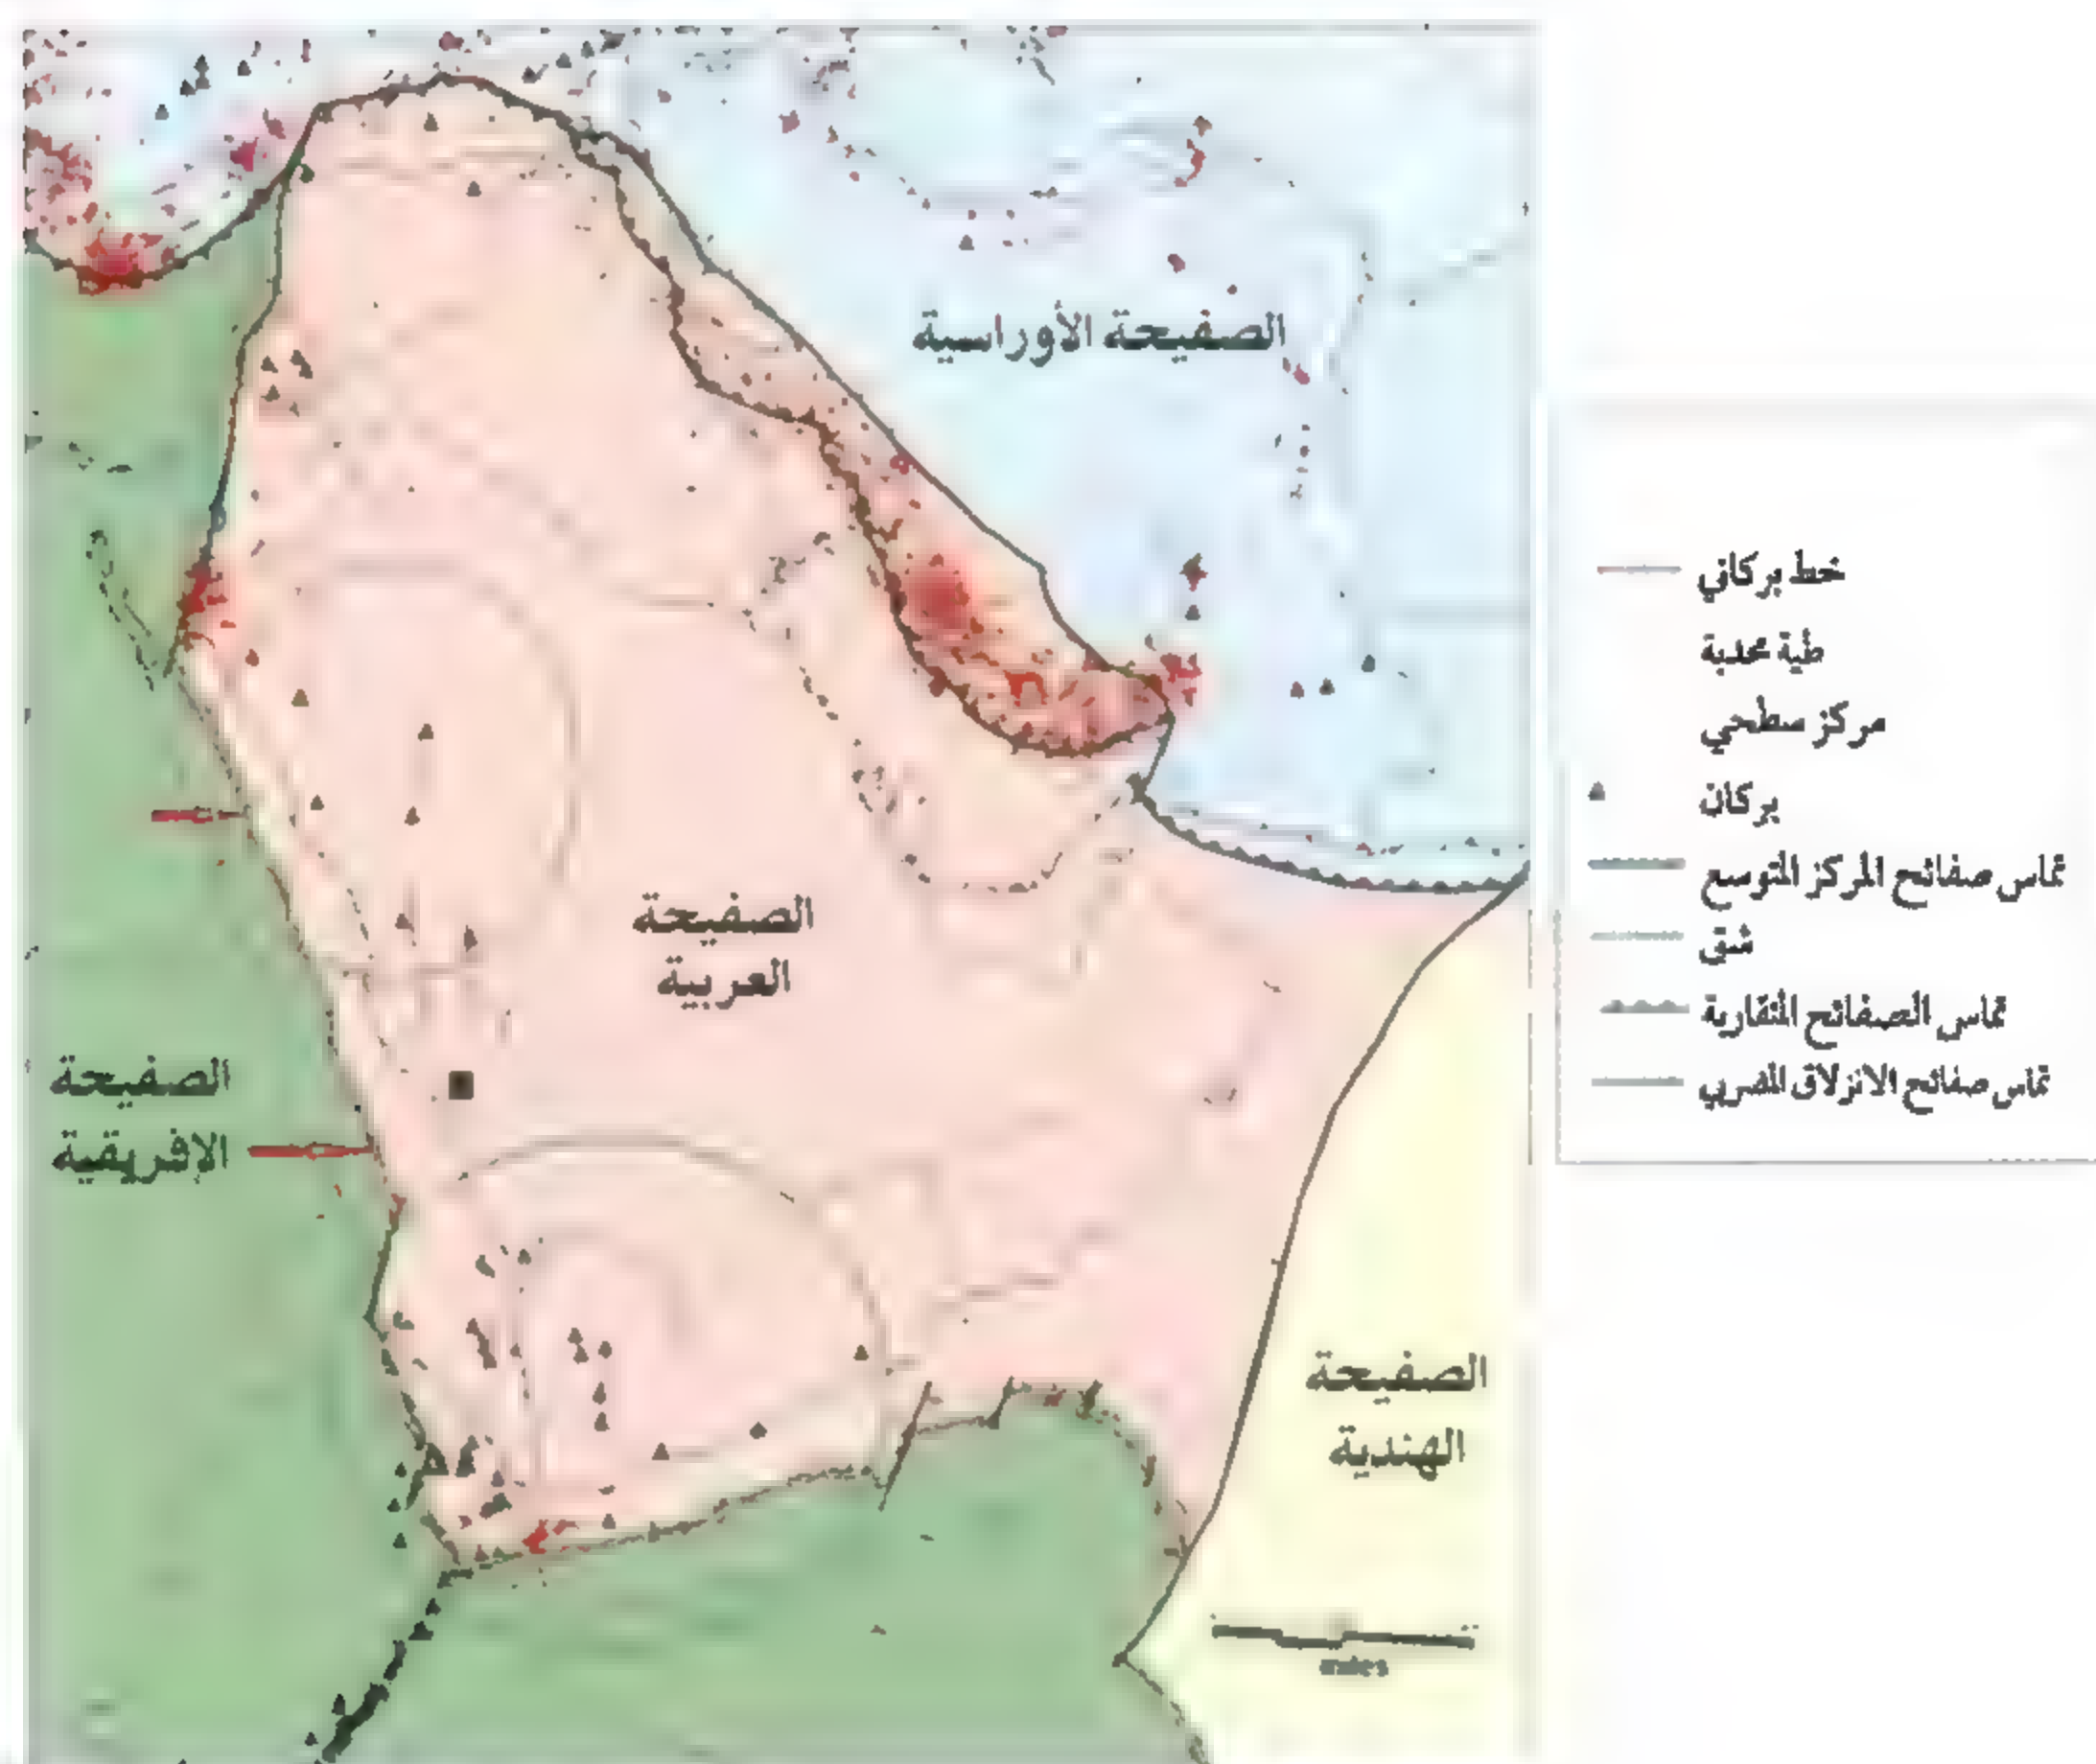 الصفيحة الأوراسية
الصفيحة
العربية
الصفيحة
الإفريقية
الصفيحة
الهندية
miles
خط بركاني
طية محدبة
مركز سطحي
بركان
تماس صفائح المركز المتوسع
شق
تماس الصفائح المتقاربة
تماس صفائح الانزلاق المضربي